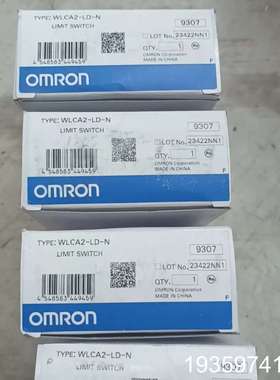 TYPE: WLCA2-LD-N
LIMIT SWITCH
9307
LOT No. 23422NN1
QTY. 1
OMRON Corporation
MADE IN CHINA
4 548583 449459
F
OMRON
TYPE: WLCA2-LD-N
LIMIT SWITCH
9307
LOT No. 23422NN1
QTY. 1
OMRON Corporation
MADE IN CHINA
4 548583 449459
F
OMRON
TYPE: WLCA2-LD-N
LIMIT SWITCH
9307
LOT No. 23422NN1
QTY. 1
OMRON Corporation
MADE IN CHINA
4 548583 449459
F
OMRON
TYPE: WLCA2-LD-N
LIMIT SWITCH
9307
19359741